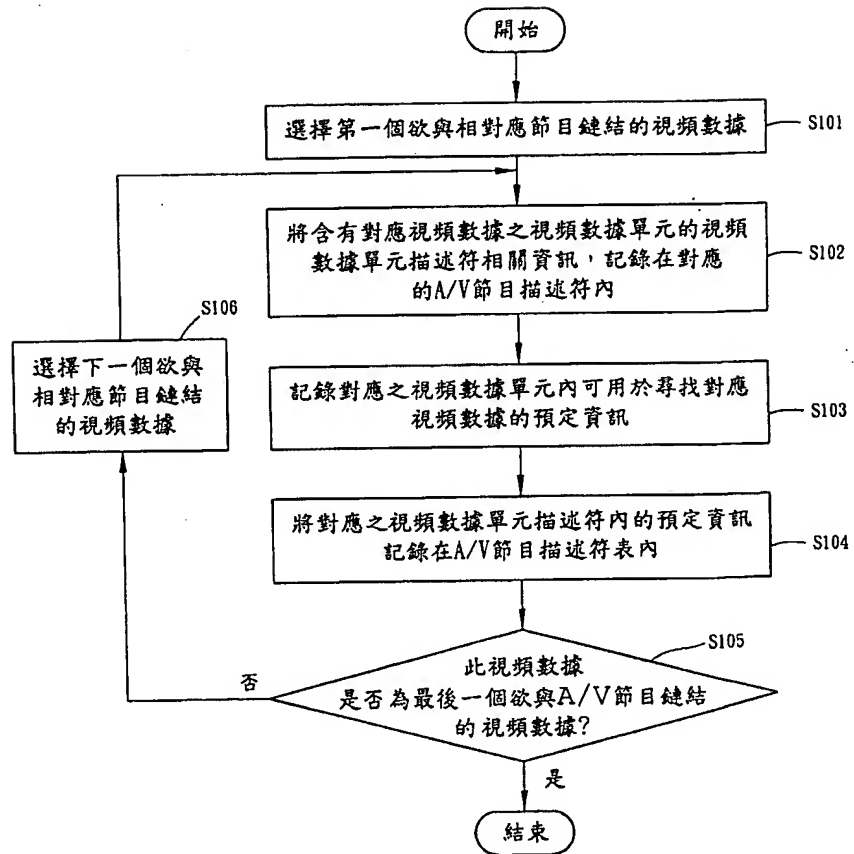 開始
選擇第一個欲與相對應節目鏈結的視頻數據
S101
將含有對應視頻數據之視頻數據單元的視頻
數據單元描述符相關資訊，記錄在對應
的A/V節目描述符內
S102
S106
選擇下一個欲與
相對應節目鏈結
的視頻數據
記錄對應之視頻數據單元內可用於尋找對應
視頻數據的預定資訊
S103
將對應之視頻數據單元描述符內的預定資訊
記錄在A/V節目描述符表內
S104
S105
此視頻數據
是否為最後一個欲與A/V節目鏈結
的視頻數據?
否
是
結束